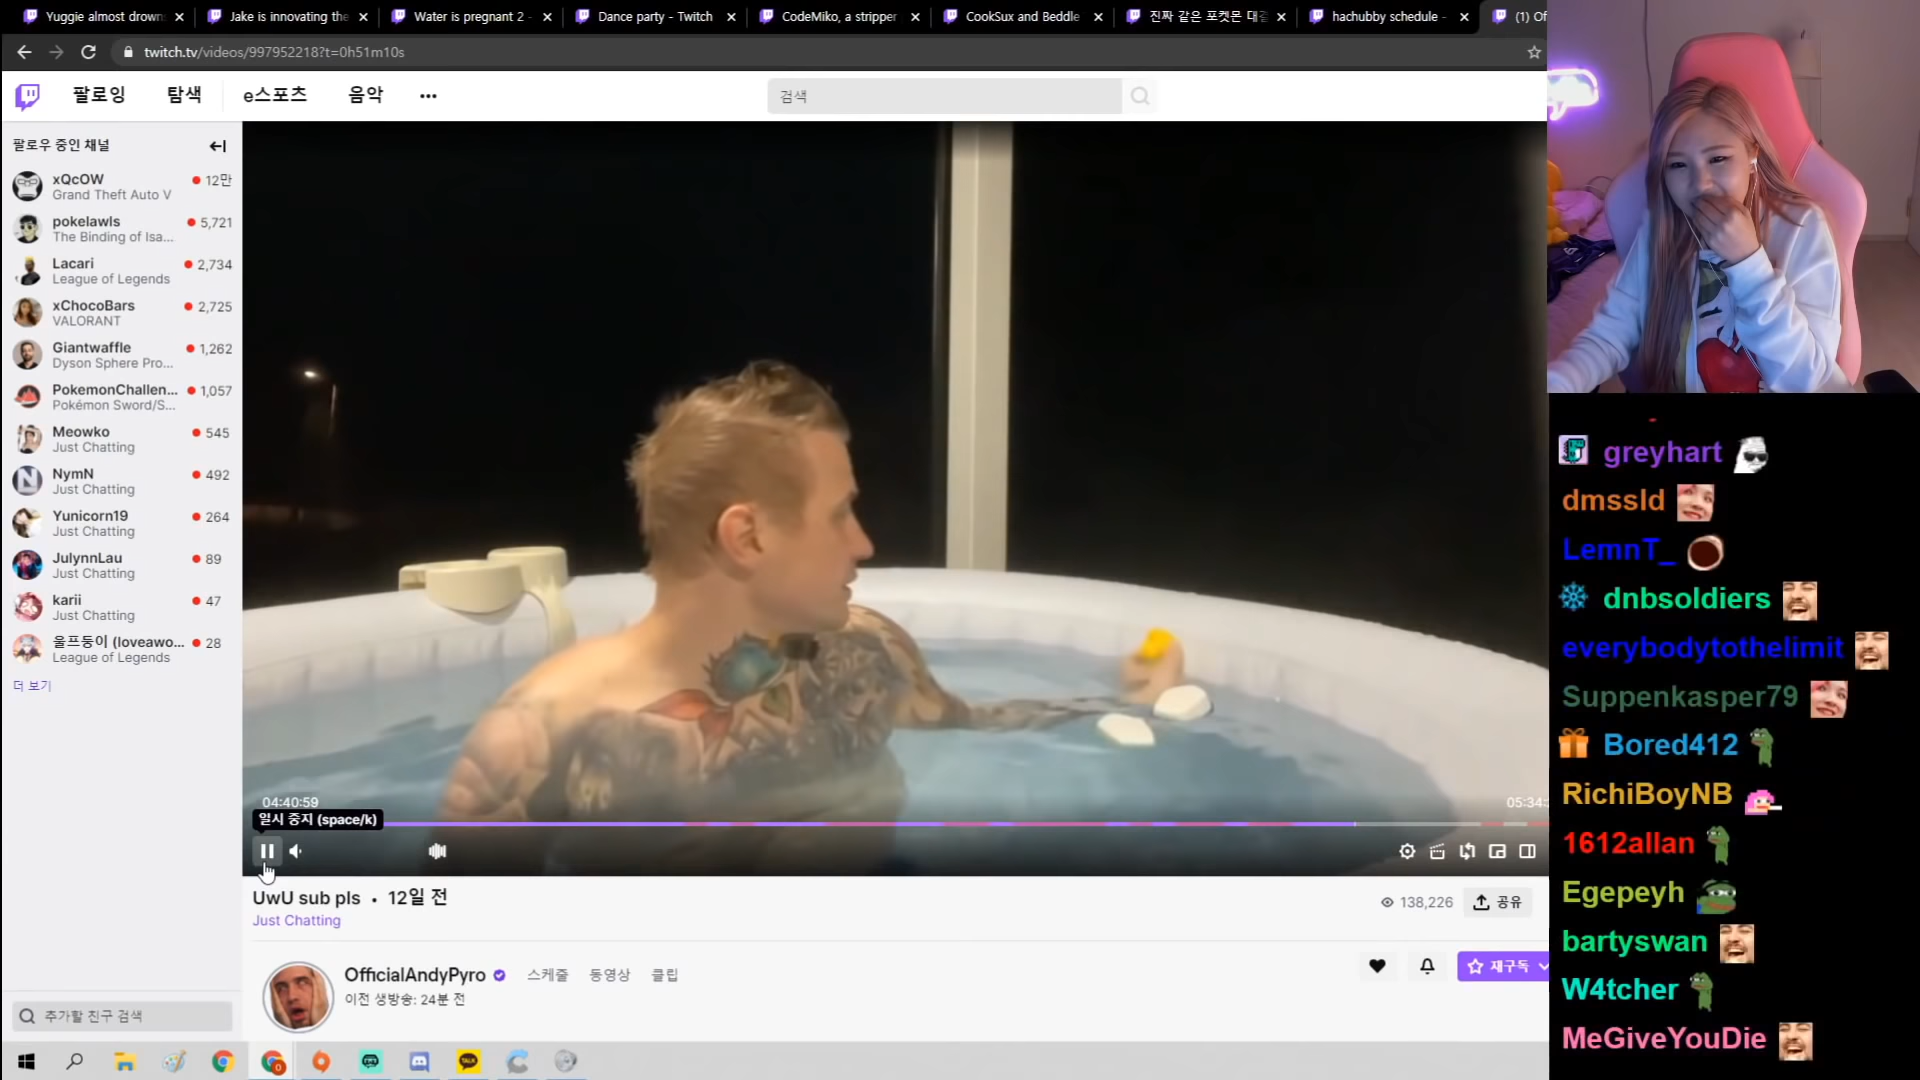 Yuggie almost drown
Jake is innovating the
Water is pregnant 2 -
Dance party - Twitch
CodeMiko, a stripper
CookSux and Beddle
진짜 같은 포켓몬 대결
hachubby schedule -
(1) Of
twitch.tv/videos/997952218?t=0h51m10s
팔로잉
탐색
e스포츠
음악
검색
팔로우 중인 채널
xQcOW
12만
Grand Theft Auto V
pokelawls
5,721
The Binding of Isa...
Lacari
2,734
League of Legends
xChocoBars
2,725
VALORANT
Giantwaffle
1,262
Dyson Sphere Pro...
PokemonChallen...
1,057
Pokémon Sword/S...
Meowko
545
Just Chatting
NymN
492
Just Chatting
Yunicorn19
264
Just Chatting
JulynnLau
89
Just Chatting
karii
47
Just Chatting
울프둥이 (loveawo...
28
League of Legends
더 보기
추가할 친구 검색
04:40:59
05:34:
일시 중지 (space/k)
UwU sub pls • 12일 전
Just Chatting
138,226
공유
OfficialAndyPyro
스케줄
동영상
클립
이전 생방송: 24분 전
재구독
greyhart
dmssld
LemnT_
dnbsoldiers
everybodytothelimit
Suppenkasper79
Bored412
RichiBoyNB
1612allan
Egepeyh
bartyswan
W4tcher
MeGiveYouDie
TALK